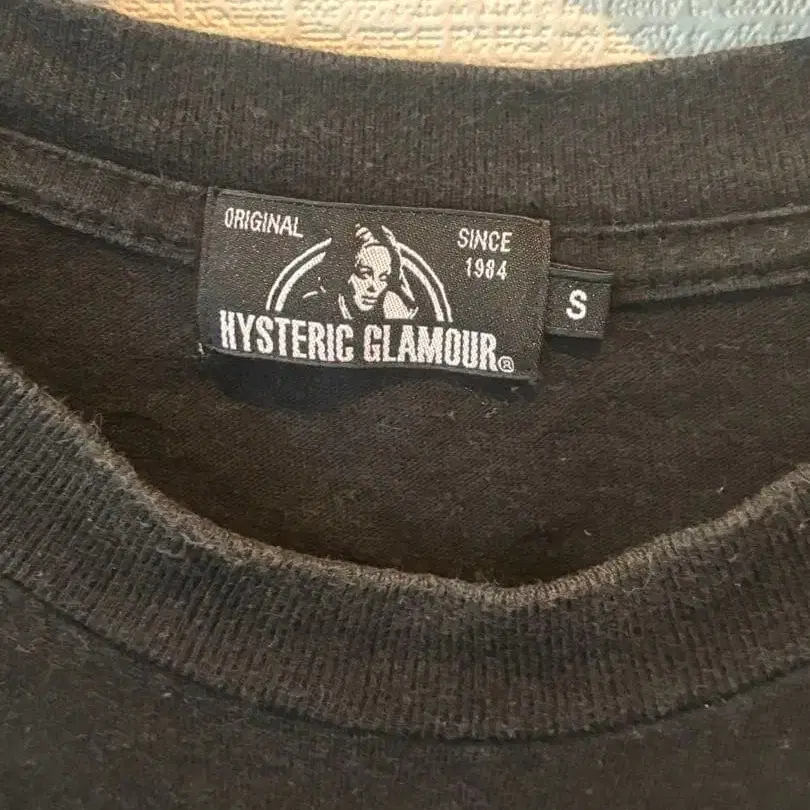 ORIGINAL
SINCE
1984
HYSTERIC GLAMOUR®
S